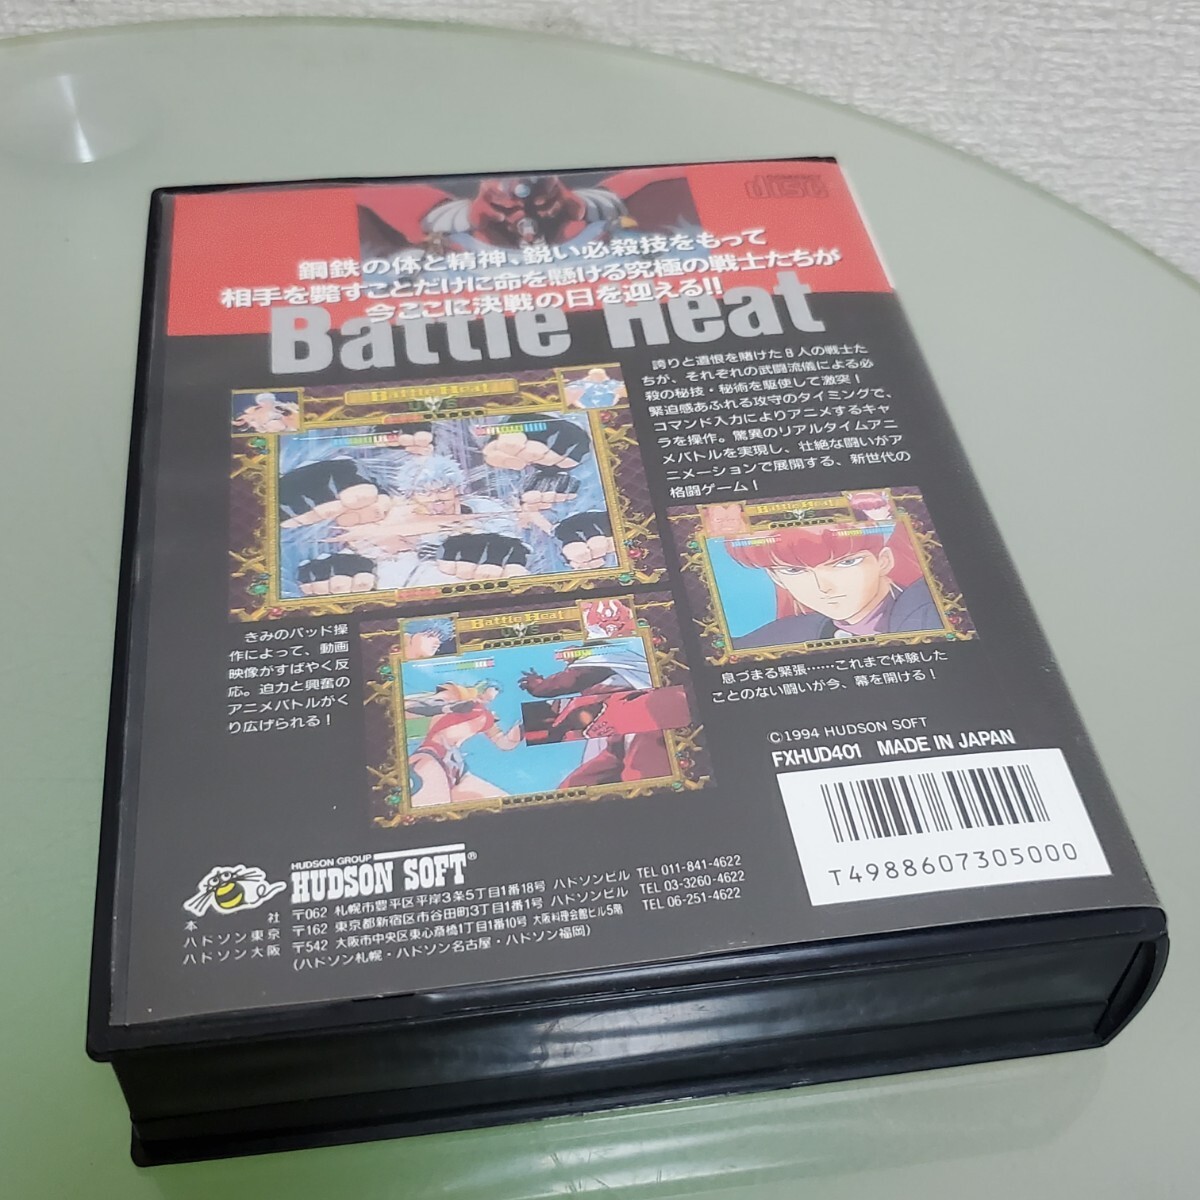 disc
鋼鉄の体と精神、鋭い必殺技をもって
相手を斃すことだけに命を懸ける究極の戦士たちが
今ここに決戦の日を迎える!!
Battle Heat
誇りと遺恨を賭けた8人の戦士た
ちが、それぞれの武闘流儀による必
殺の秘技・秘術を駆使して激突！
緊迫感あふれる攻守のタイミングで、
コマンド入力によりアニメするキャ
ラを操作。驚異のリアルタイムアニ
メバトルを実現し、壮絶な闘いがア
ニメーションで展開する、新世代の
格闘ゲーム！
Battle Heat
Battle Heat
Battle Heat
きみのパッド操
作によって、動画
映像がすばやく反
応。迫力と興奮の
アニメバトルがく
り広げられる！
息づまる緊張……これまで体験した
ことのない闘いが今、幕を開ける！
©1994 HUDSON SOFT
FXHUD401 MADE IN JAPAN
T4988607305000
HUDSON GROUP
HUDSON SOFT®
本社 〒062 札幌市豊平区平岸3条5丁目1番18号 ハドソンビル TEL 011-841-4622
ハドソン東京 〒162 東京都新宿区市谷田町3丁目1番1号 ハドソンビル TEL 03-3260-4622
ハドソン大阪 〒542 大阪市中央区東心斎橋1丁目1番10号 大阪料理会館ビル5階 TEL 06-251-4622
(ハドソン札幌・ハドソン名古屋・ハドソン福岡)